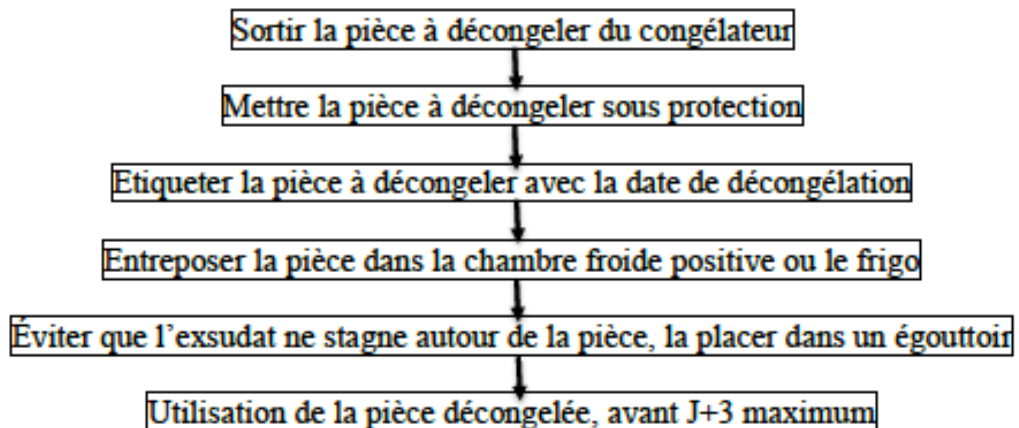 Sortir la pièce à décongeler du congélateur
Mettre la pièce à décongeler sous protection
Etiqueter la pièce à décongeler avec la date de décongélation
Entreposer la pièce dans la chambre froide positive ou le frigo
Éviter que l'exsudat ne stagne autour de la pièce, la placer dans un égouttoir
Utilisation de la pièce décongelée, avant J+3 maximum